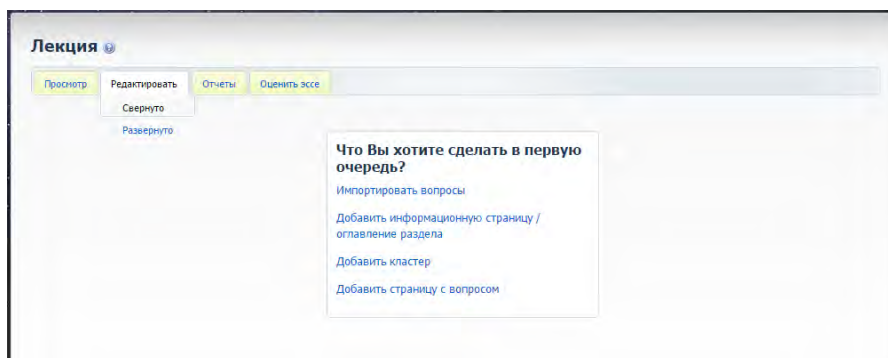 Лекция
Просмотр Редактировать Отчеты Оценить эссе
Свернуто
Развернуто
Что Вы хотите сделать в первую
очередь?
Импортировать вопросы
Добавить информационную страницу /
оглавление раздела
Добавить кластер
Добавить страницу с вопросом